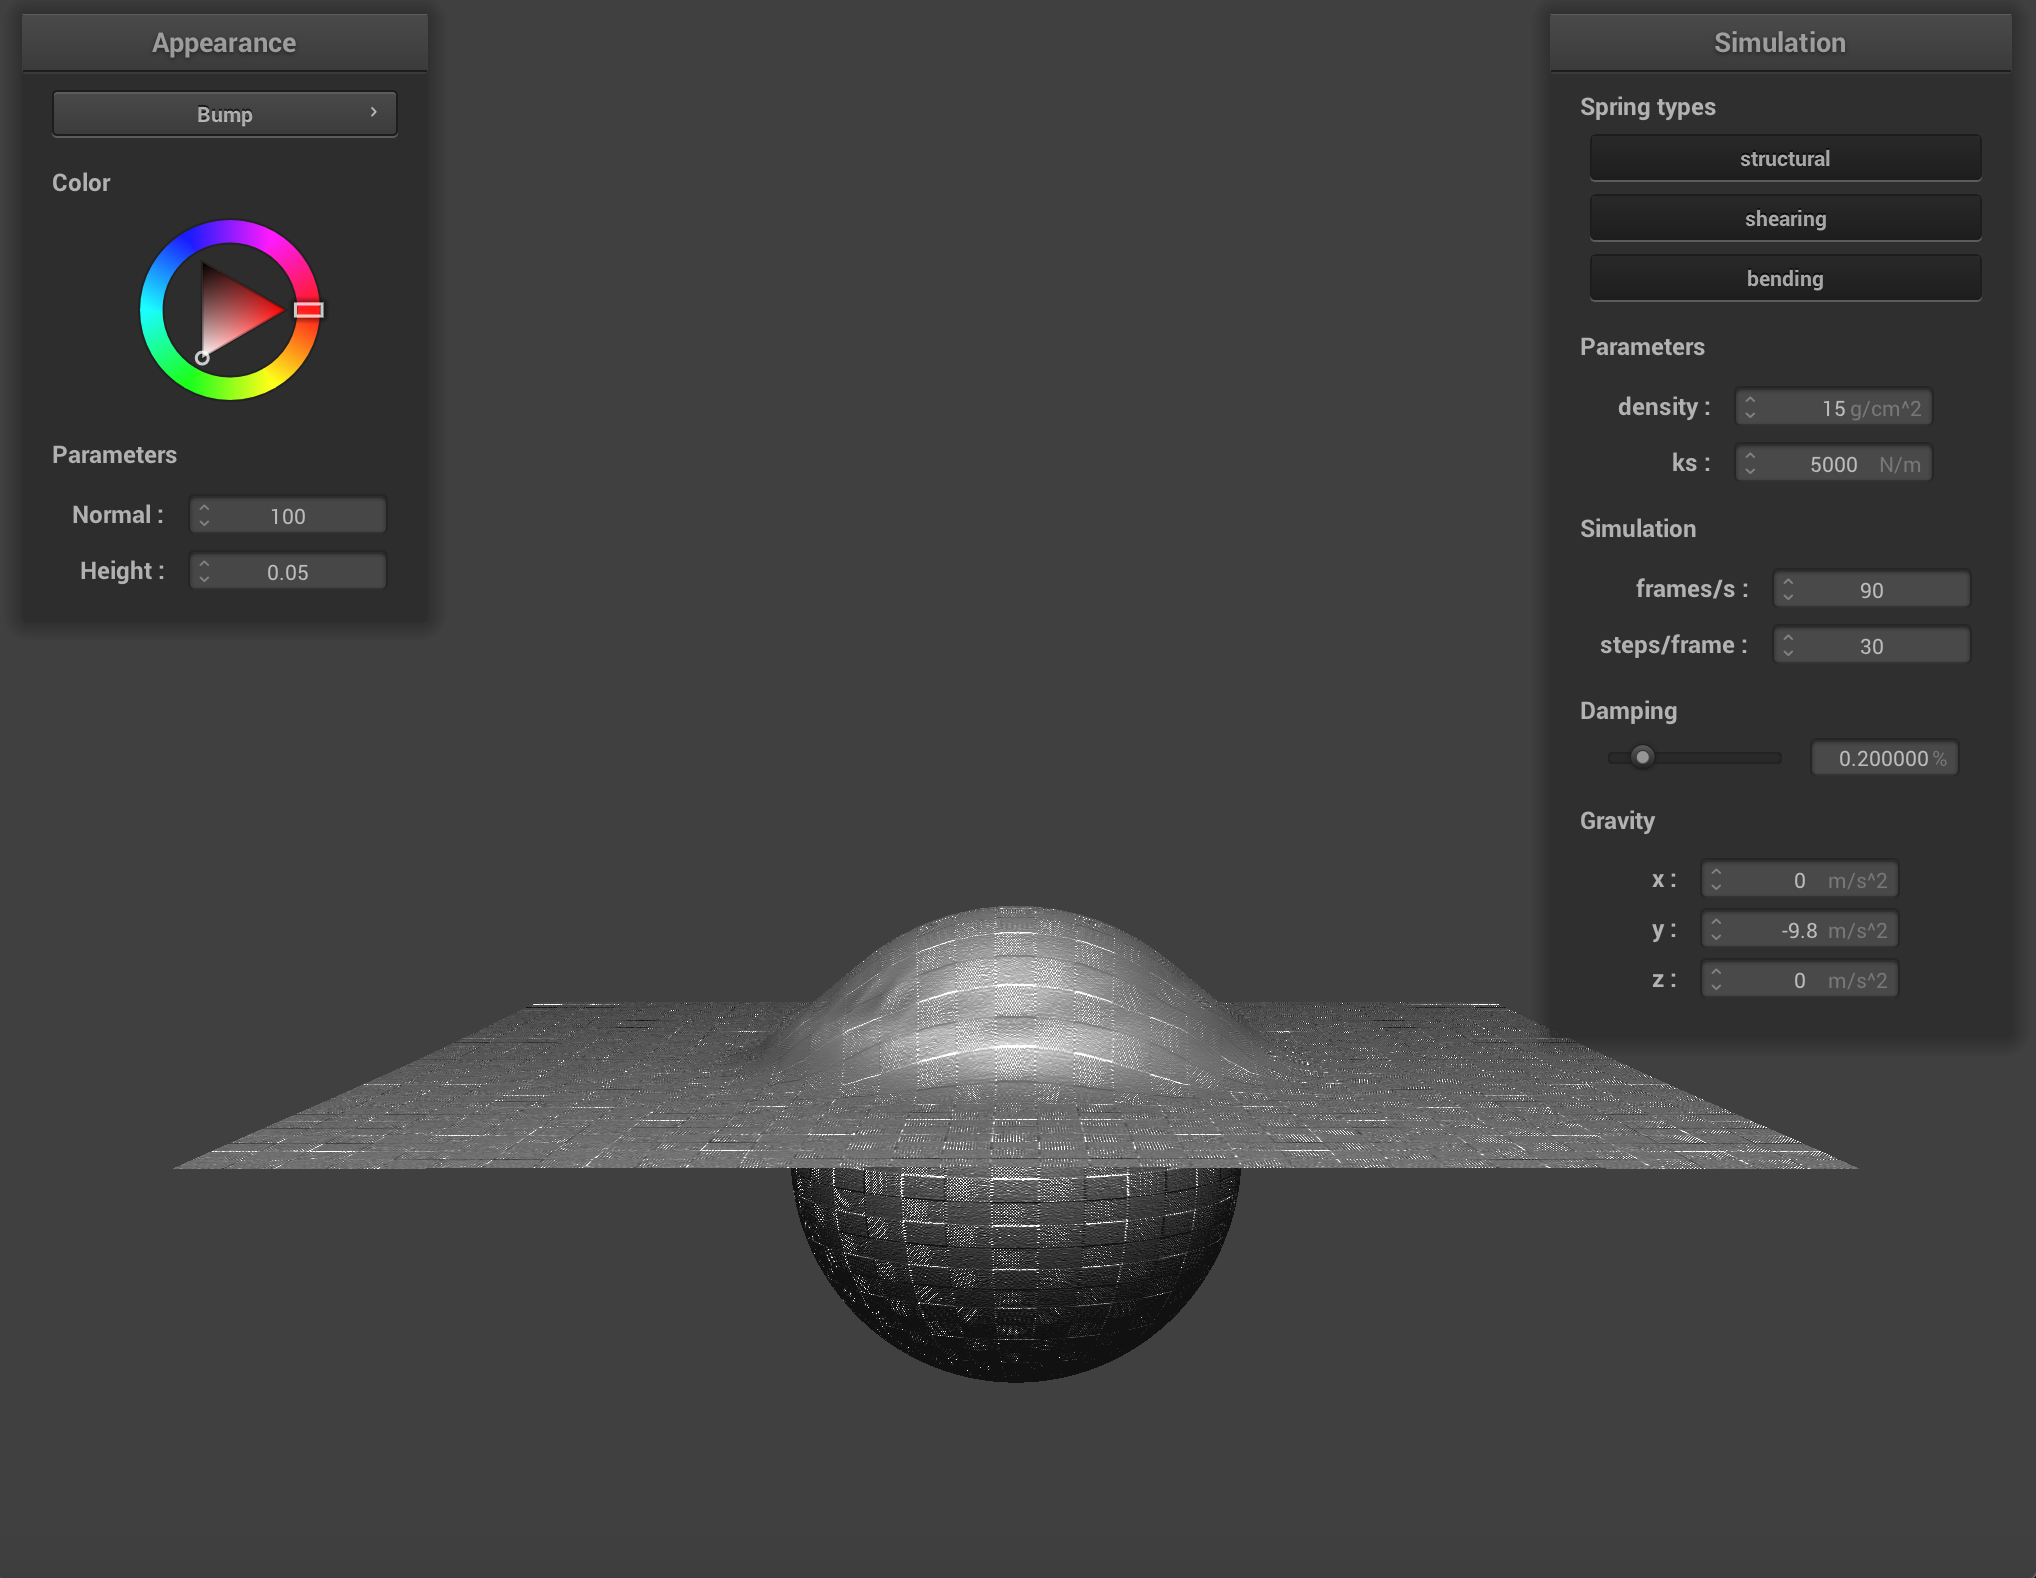 Appearance
Bump
Color
Parameters
Normal : 100
Height : 0.05
Simulation
Spring types
structural
shearing
bending
Parameters
density : 15 g/cm^2
ks : 5000 N/m
Simulation
frames/s : 90
steps/frame : 30
Damping
0.200000 %
Gravity
x : 0 m/s^2
y : -9.8 m/s^2
z : 0 m/s^2